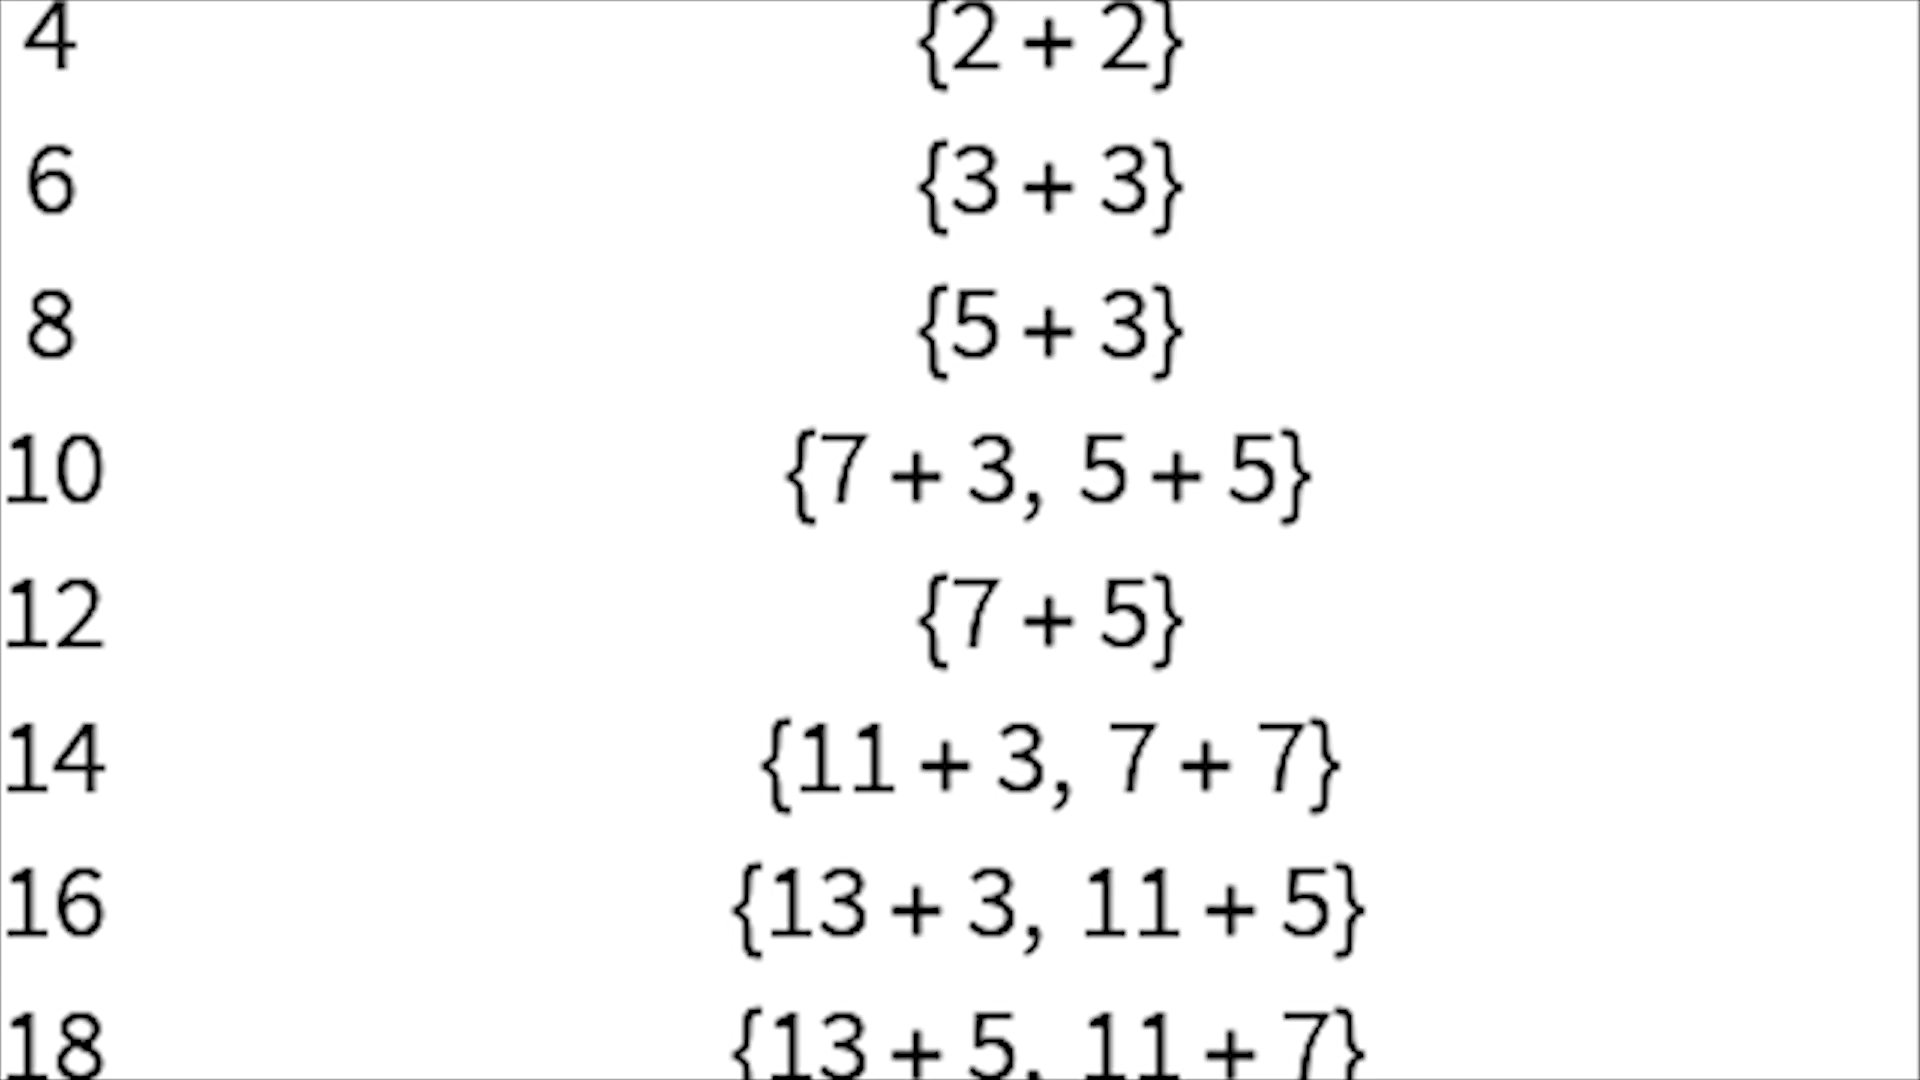 4 {2 + 2}
6 {3 + 3}
8 {5 + 3}
10 {7 + 3, 5 + 5}
12 {7 + 5}
14 {11 + 3, 7 + 7}
16 {13 + 3, 11 + 5}
18 {13 + 5, 11 + 7}